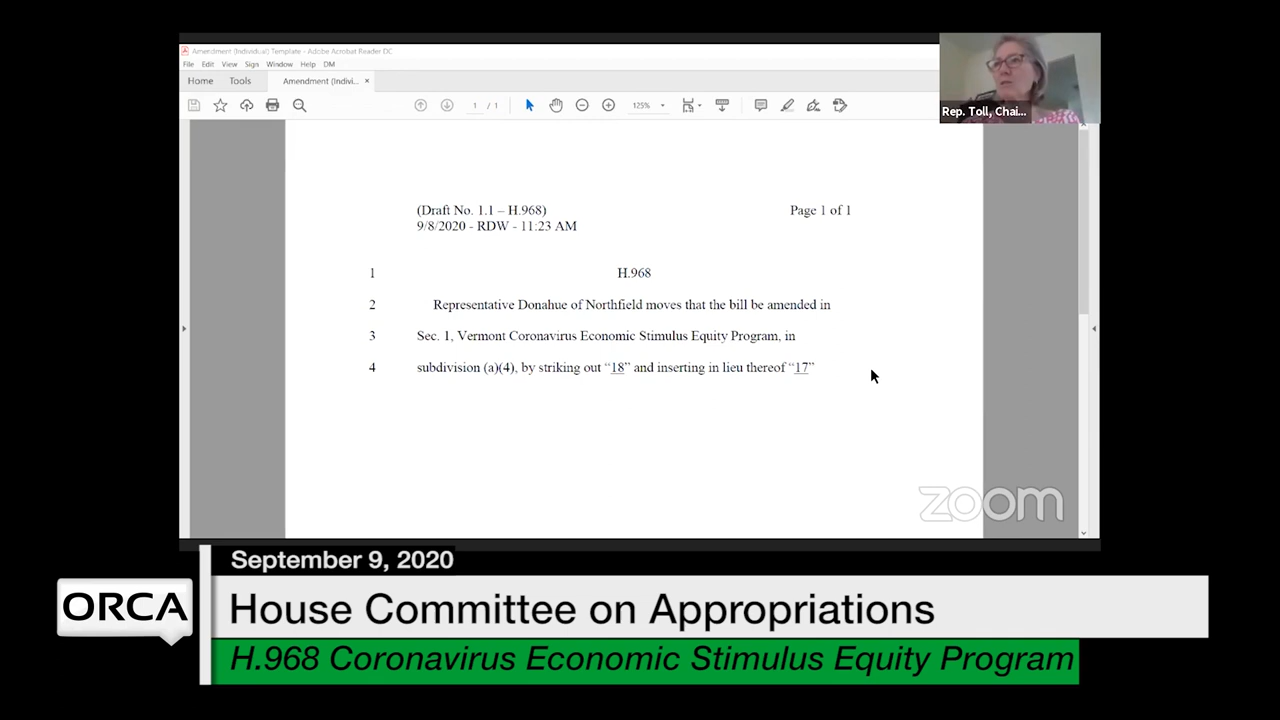 Amendment (Individual) Template - Adobe Acrobat Reader DC
File Edit View Sign Window Help DM
Home Tools Amendment (Indivi... ×
1 / 1 125%
Rep. Toll, Chai...
(Draft No. 1.1 – H.968) Page 1 of 1
9/8/2020 - RDW - 11:23 AM
1 H.968
2 Representative Donahue of Northfield moves that the bill be amended in
3 Sec. 1, Vermont Coronavirus Economic Stimulus Equity Program, in
4 subdivision (a)(4), by striking out “18” and inserting in lieu thereof “17”
zoom
September 9, 2020
ORCA
House Committee on Appropriations
H.968 Coronavirus Economic Stimulus Equity Program